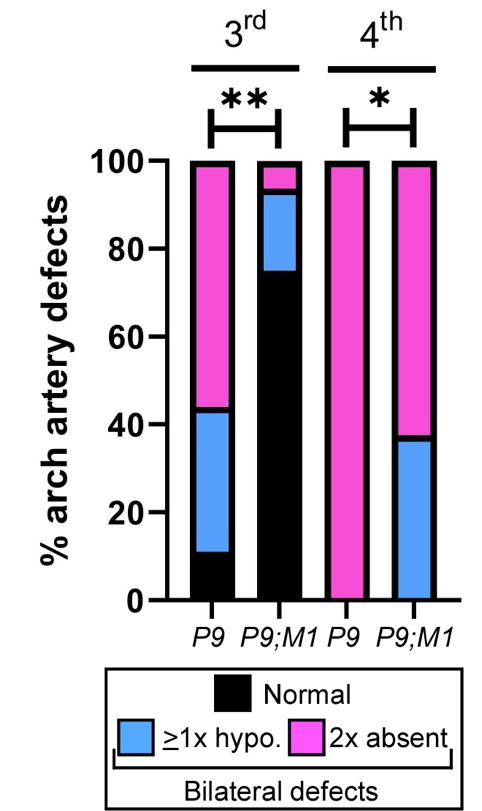 3rd 4th
** *
% arch artery defects
100
80
60
40
20
0
P9 P9;M1 P9 P9;M1
Normal
≥1x hypo. 2x absent
Bilateral defects